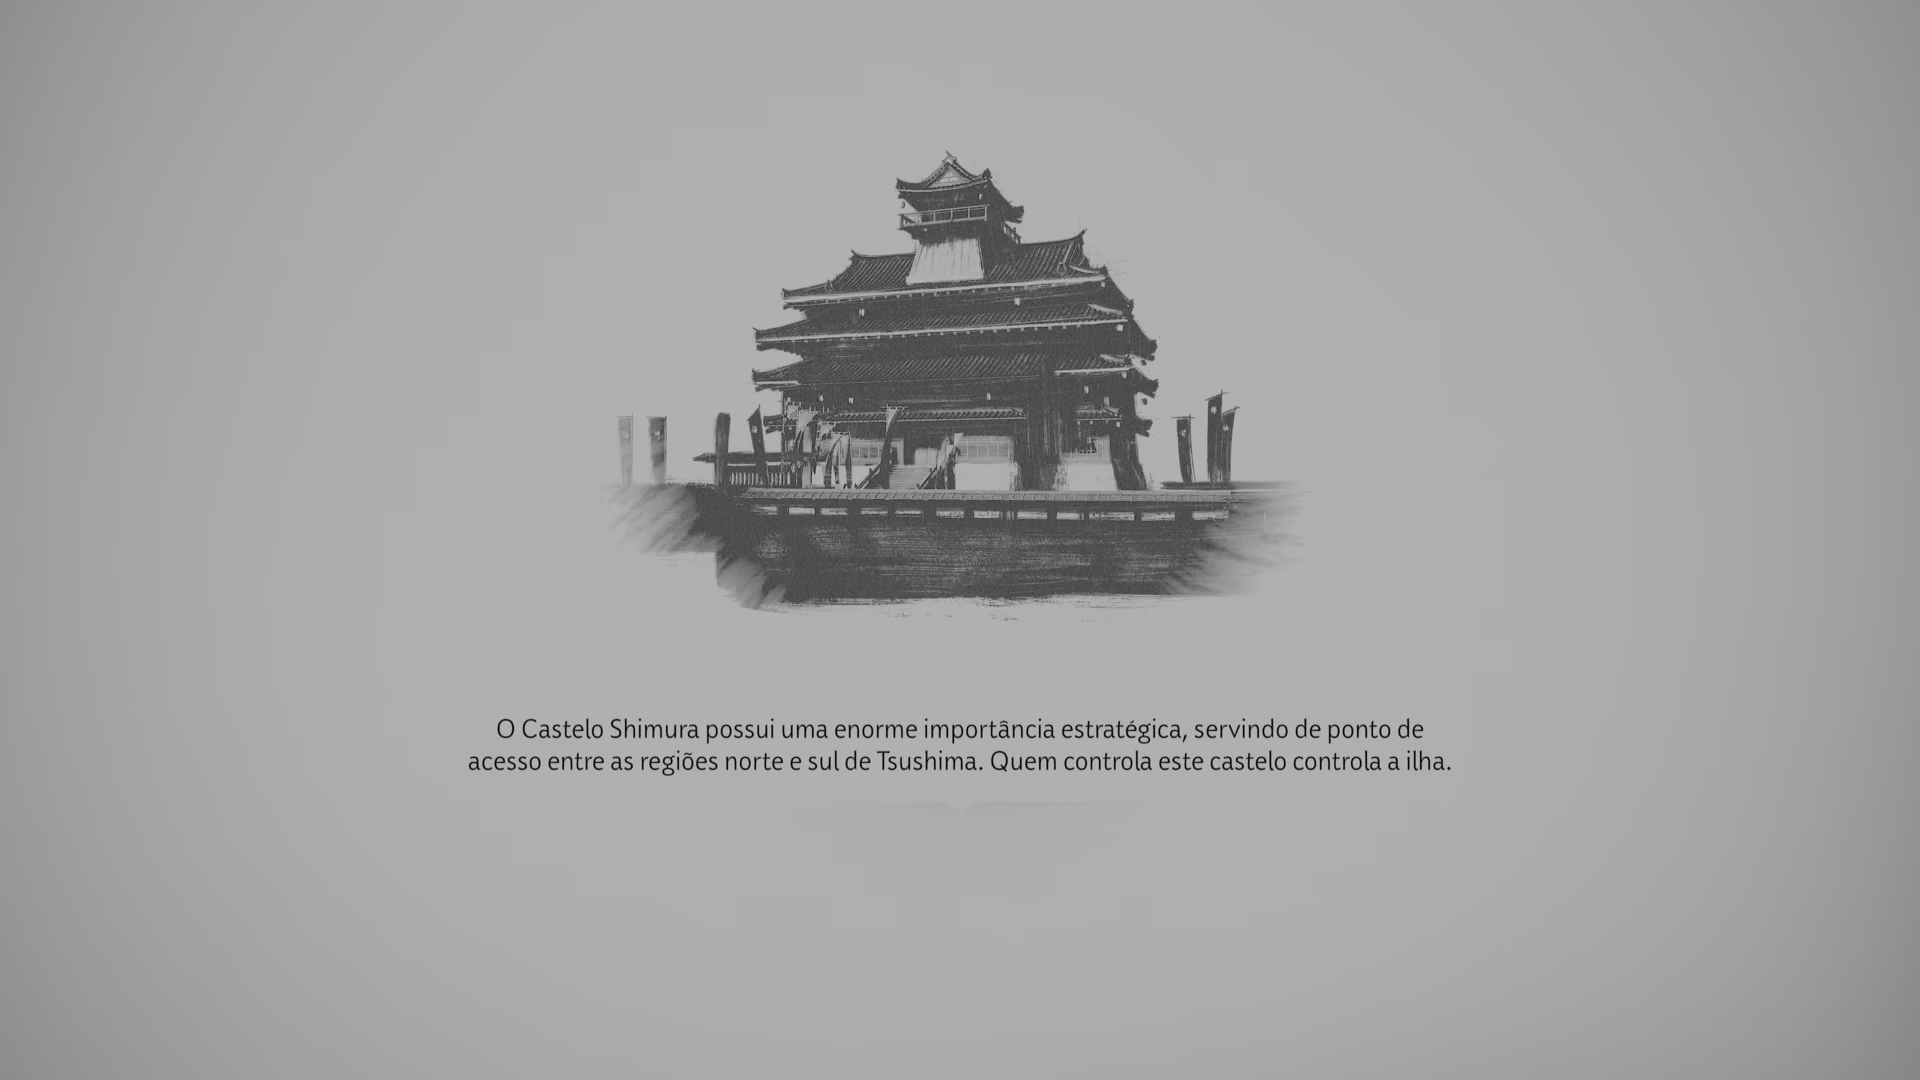 O Castelo Shimura possui uma enorme importância estratégica, servindo de ponto de
acesso entre as regiões norte e sul de Tsushima. Quem controla este castelo controla a ilha.